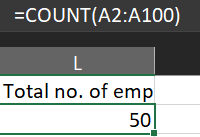 =COUNT(A2:A100)
L
Total no. of emp
50